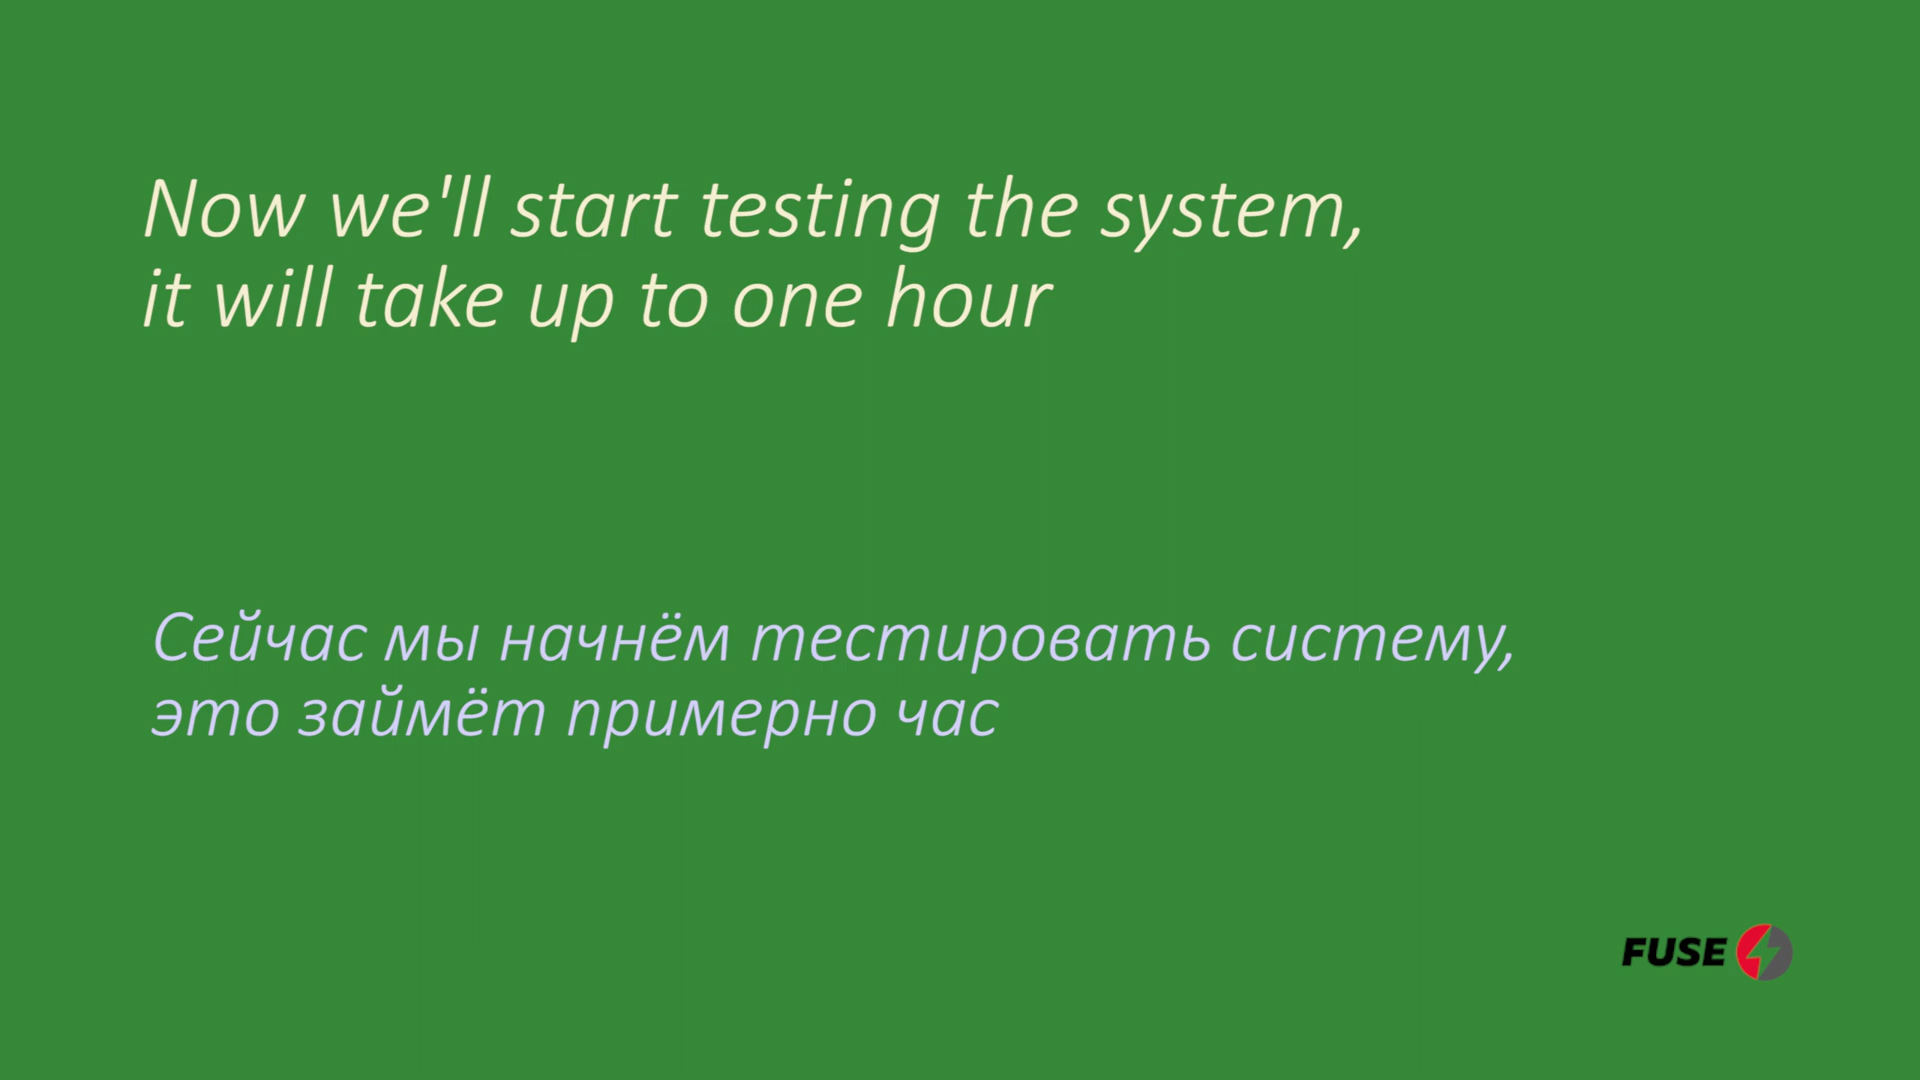 Now we'll start testing the system,
it will take up to one hour
Сейчас мы начнём тестировать систему,
это займёт примерно час
FUSE